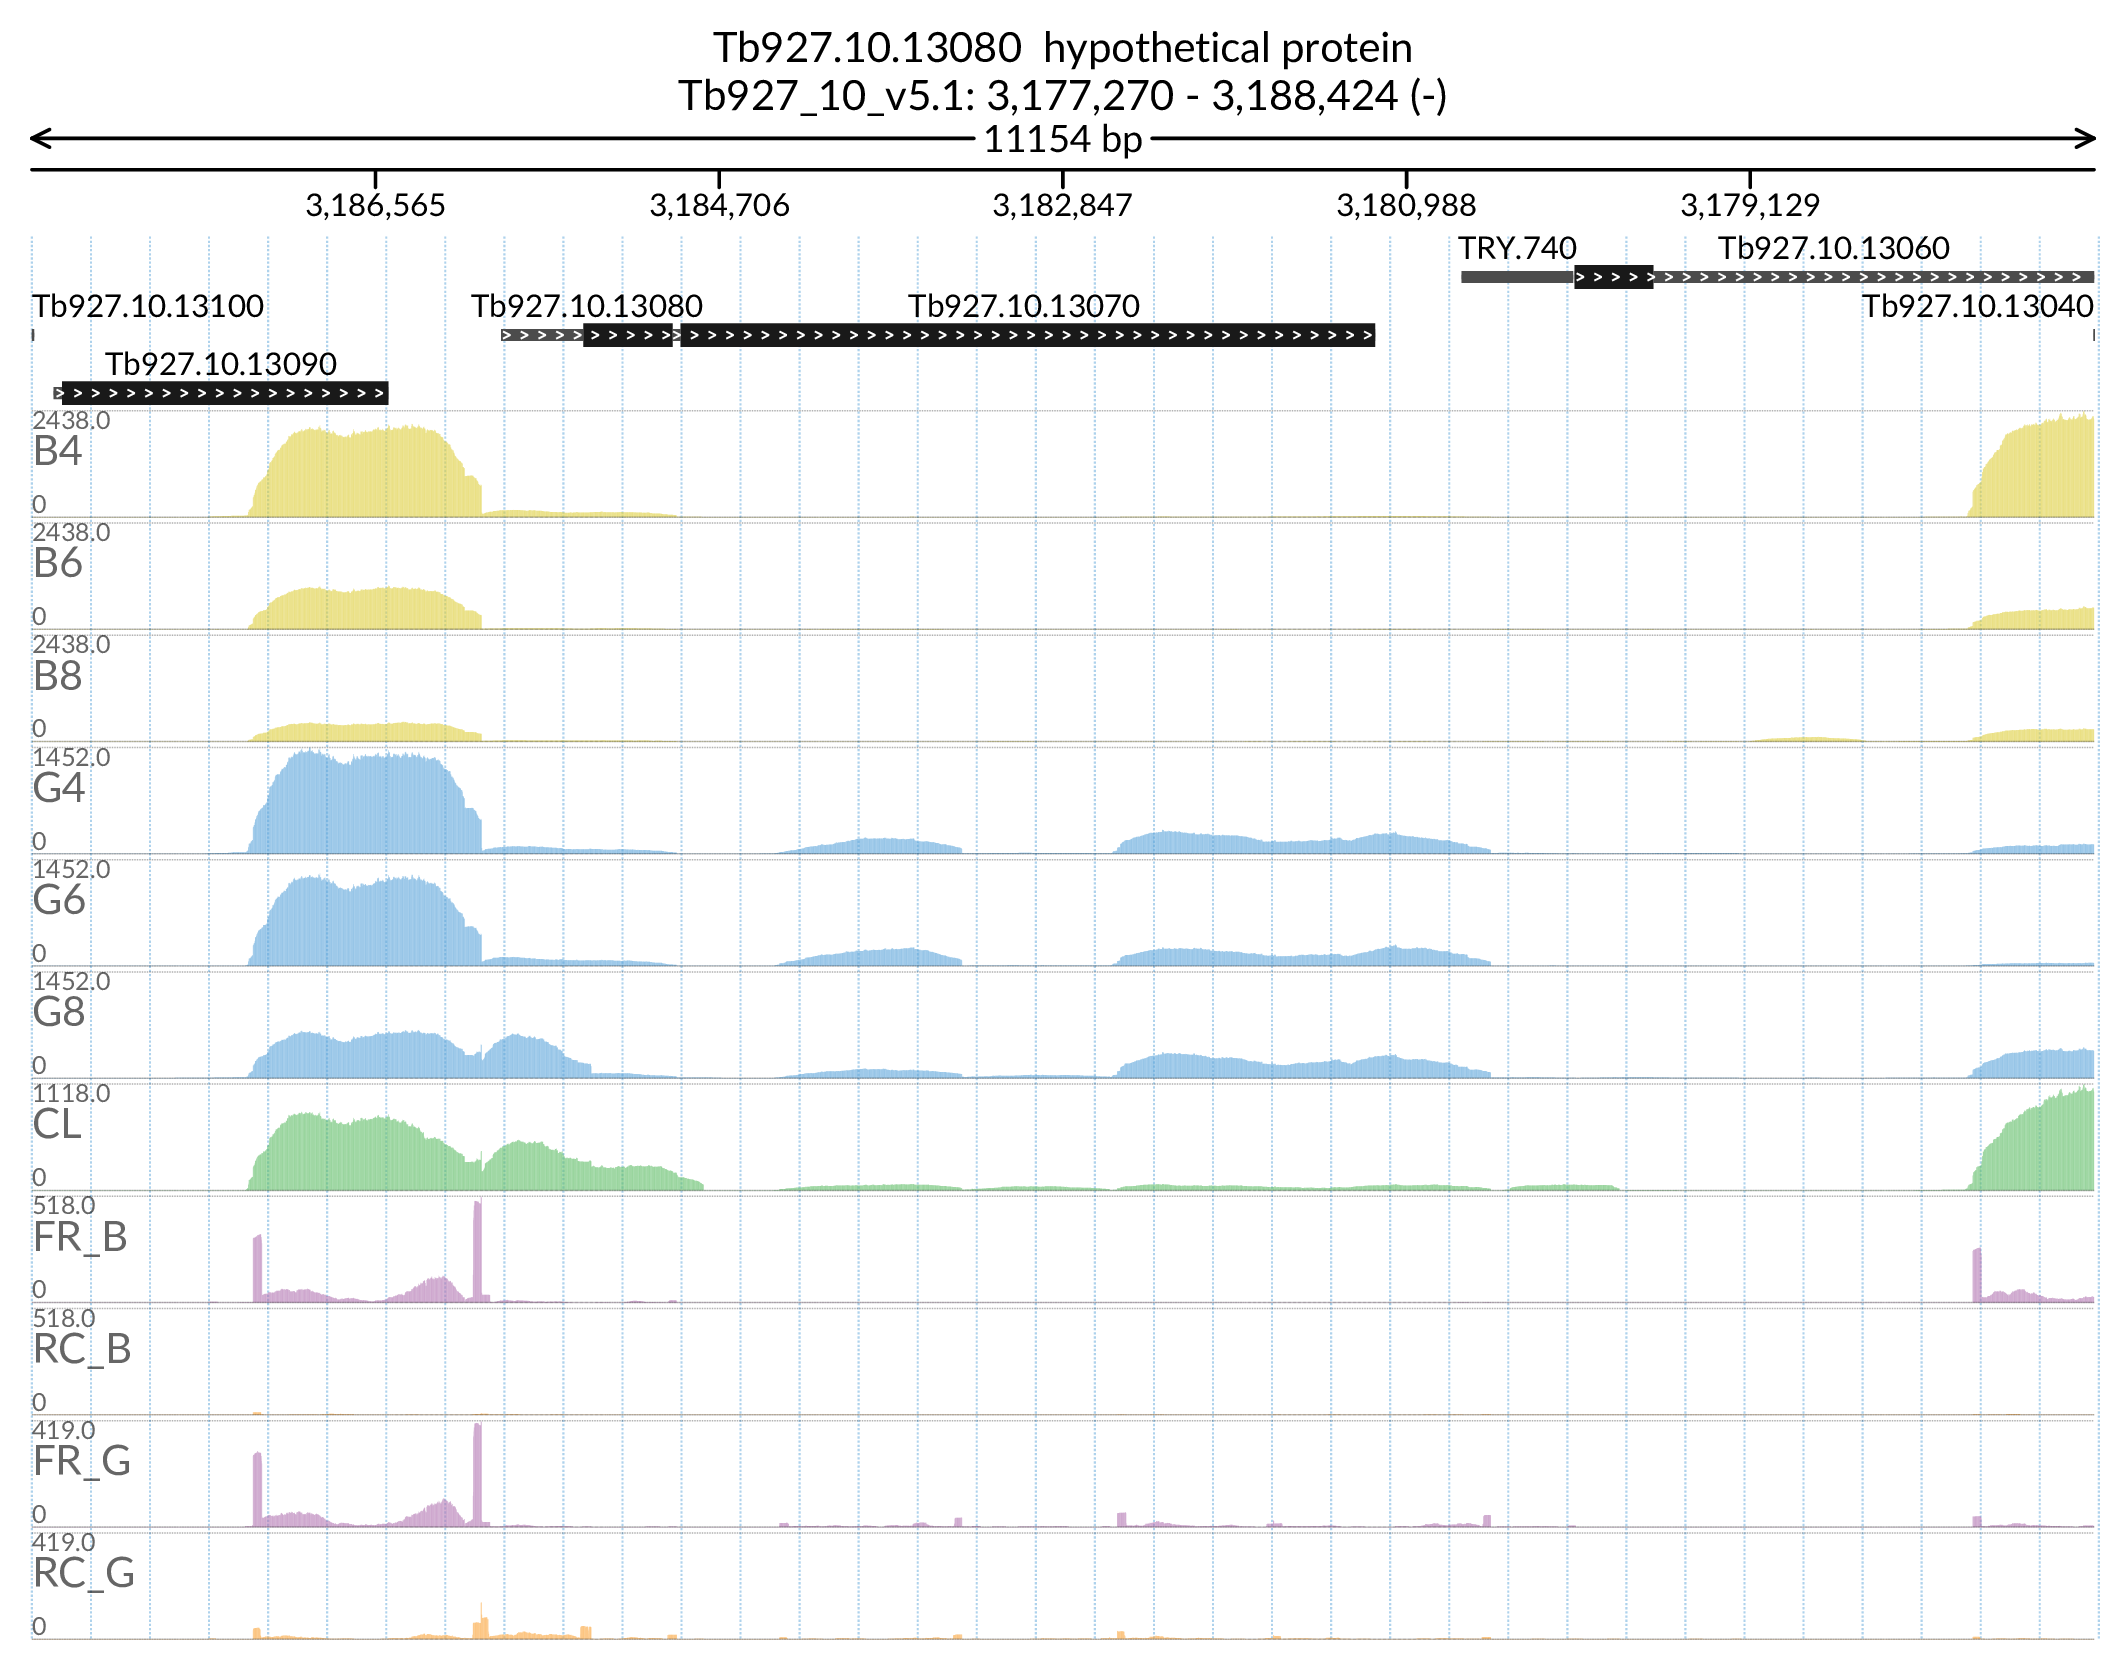 Tb927.10.13080 hypothetical protein
Tb927_10_v5.1: 3,177,270 - 3,188,424 (-)
11154 bp
3,186,565 3,184,706 3,182,847 3,180,988 3,179,129
TRY.740 Tb927.10.13060
Tb927.10.13100 Tb927.10.13080 Tb927.10.13070 Tb927.10.13040
Tb927.10.13090
2438.0
B4
0
2438.0
B6
0
2438.0
B8
0
1452.0
G4
0
1452.0
G6
0
1452.0
G8
0
1118.0
CL
0
518.0
FR_B
0
518.0
RC_B
0
419.0
FR_G
0
419.0
RC_G
0